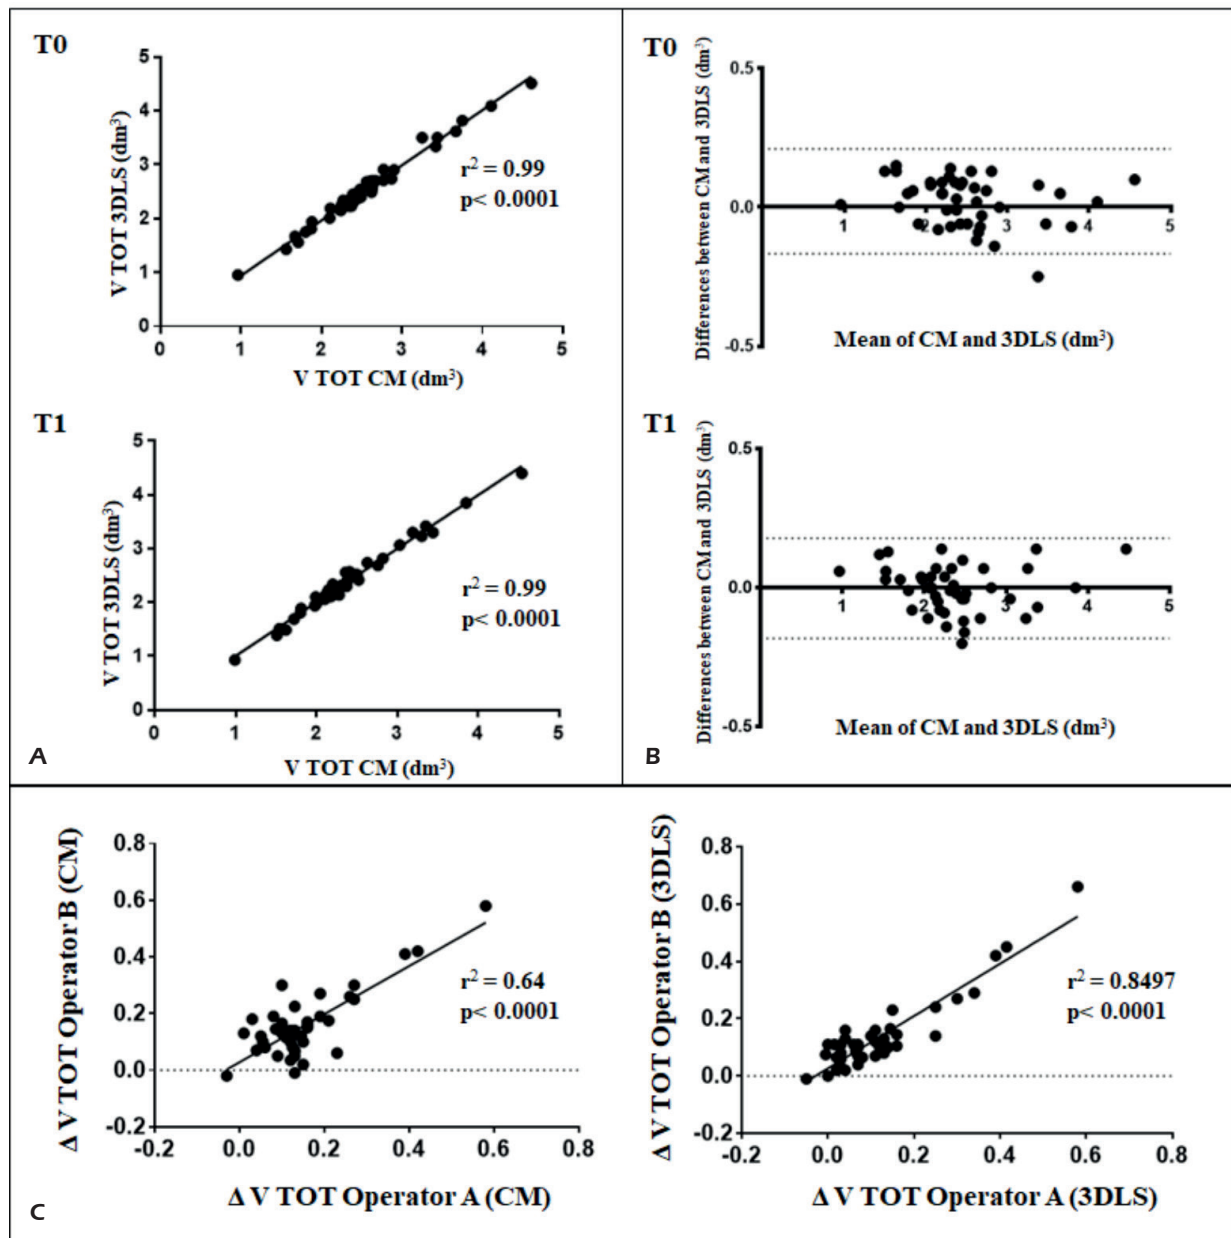 T0
V TOT 3DLS (dm³)
5
4
3
2
1
0
r² = 0.99
p< 0.0001
0 1 2 3 4 5
V TOT CM (dm³)
T1
V TOT 3DLS (dm³)
5
4
3
2
1
0
r² = 0.99
p< 0.0001
0 1 2 3 4 5
V TOT CM (dm³)
A
T0
Differences between CM and 3DLS (dm³)
0.5
0.0
-0.5
1 2 3 4 5
Mean of CM and 3DLS (dm³)
T1
Differences between CM and 3DLS (dm³)
0.5
0.0
-0.5
1 2 3 4 5
Mean of CM and 3DLS (dm³)
B
Δ V TOT Operator B (CM)
0.8
0.6
0.4
0.2
0.0
-0.2
r² = 0.64
p< 0.0001
-0.2 0.0 0.2 0.4 0.6 0.8
Δ V TOT Operator A (CM)
Δ V TOT Operator B (3DLS)
0.8
0.6
0.4
0.2
0.0
-0.2
r² = 0.8497
p< 0.0001
-0.2 0.0 0.2 0.4 0.6 0.8
Δ V TOT Operator A (3DLS)
C